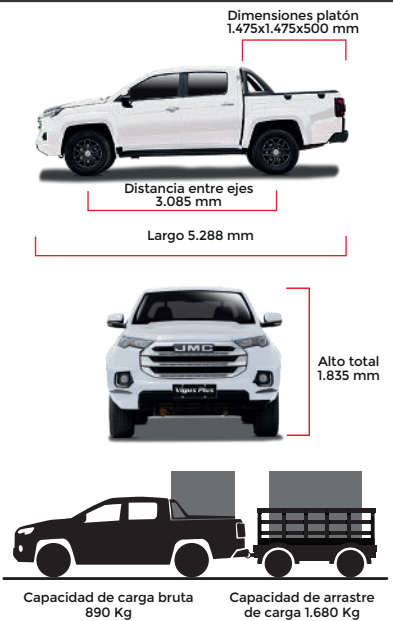 Dimensiones platón
1.475x1.475x500 mm
Distancia entre ejes
3.085 mm
Largo 5.288 mm
JMC
Vigus Plus
Alto total
1.835 mm
Capacidad de carga bruta
890 Kg
Capacidad de arrastre
de carga 1.680 Kg